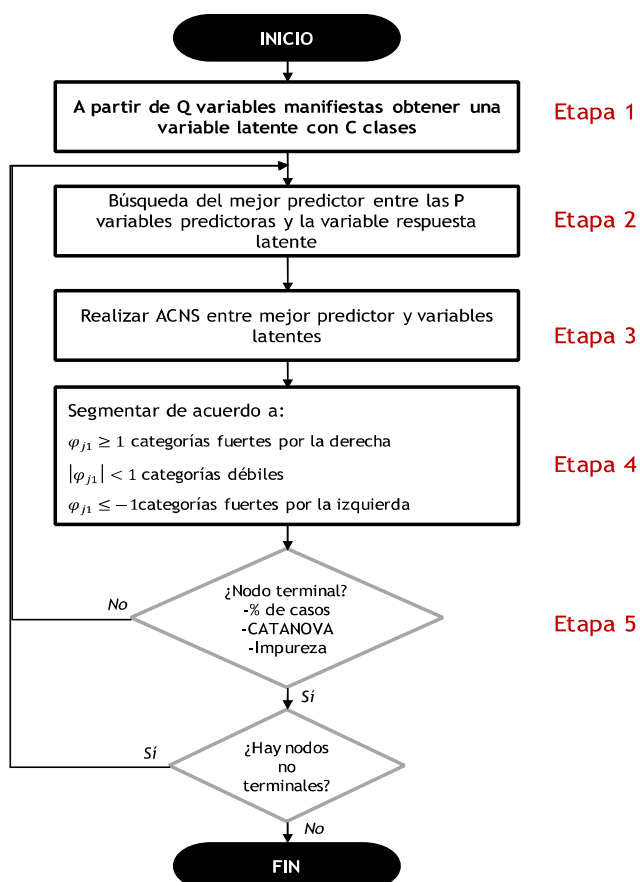 INICIO
A partir de Q variables manifiestas obtener una
variable latente con C clases
Etapa 1
Búsqueda del mejor predictor entre las P
variables predictoras y la variable respuesta
latente
Etapa 2
Realizar ACNS entre mejor predictor y variables
latentes
Etapa 3
Segmentar de acuerdo a:
φj1 ≥ 1 categorías fuertes por la derecha
|φj1| < 1 categorías débiles
φj1 ≤ −1categorías fuertes por la izquierda
Etapa 4
¿Nodo terminal?
-% de casos
-CATANOVA
-Impureza
No
Etapa 5
Sí
¿Hay nodos
no
terminales?
Sí
No
FIN